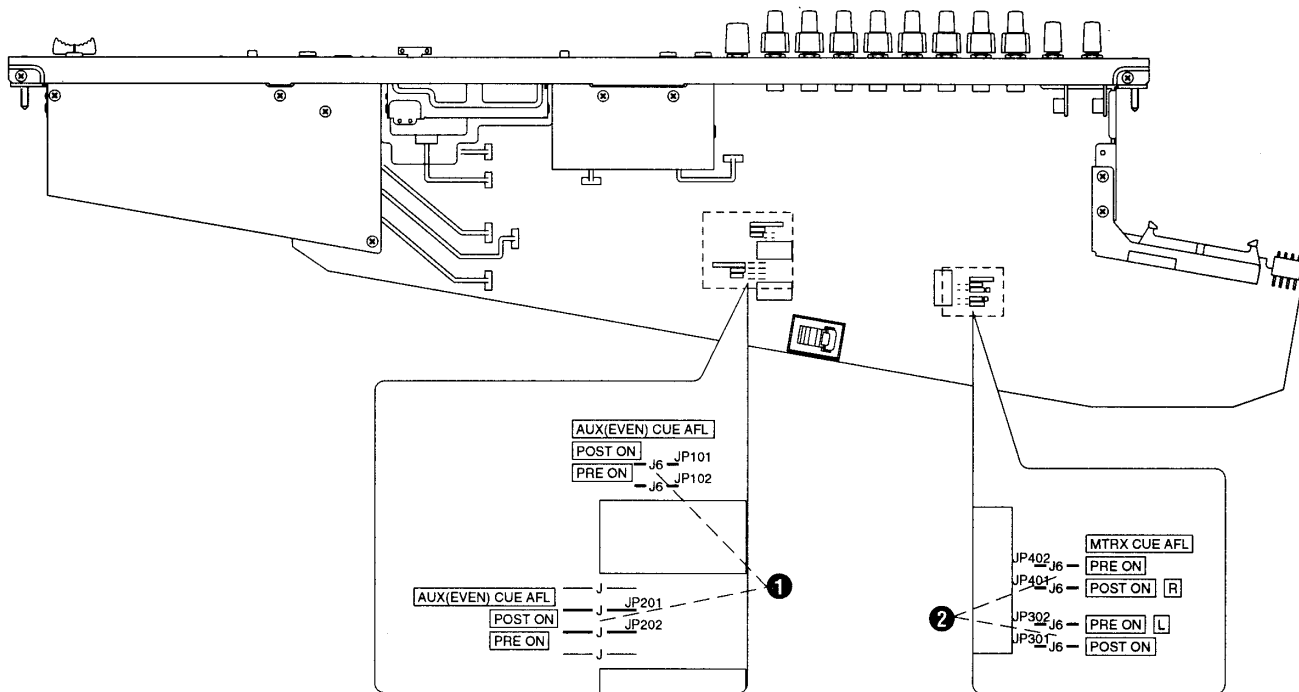 AUX(EVEN) CUE AFL
POST ON
J6 JP101
PRE ON
J6 JP102
J
AUX(EVEN) CUE AFL
J JP201
POST ON
J JP202
PRE ON
J
1
MTRX CUE AFL
JP402 J6 PRE ON
JP401 J6 POST ON R
2
JP302 J6 PRE ON L
JP301 J6 POST ON